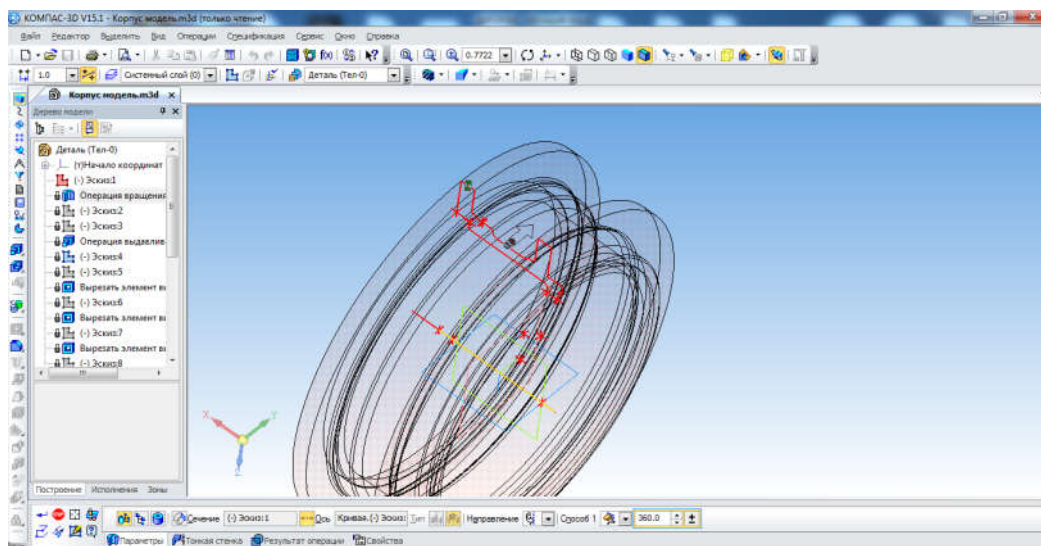 КОМПАС-3D V15.1 - Корпус модель.m3d (только чтение)
Файл Редактор Выделить Вид Операции Спецификация Сервис Окно Справка
0.7722
1.0 Системный слой (0) Деталь (Тел-0)
Корпус модель.m3d
Дерево модели
Деталь (Тел-0)
(т)Начало координат
(-) Эскиз:1
Операция вращения
(-) Эскиз:2
(-) Эскиз:3
Операция выдавлив
(-) Эскиз:4
(-) Эскиз:5
Вырезать элемент вы
(-) Эскиз:6
Вырезать элемент вы
(-) Эскиз:7
Вырезать элемент вы
(-) Эскиз:8
X Y Z
Построение Исполнения Зоны
Сечение (-) Эскиз:1 Ось Кривая.(-) Эскиз: Тип Направление Способ 1 360.0
Параметры Тонкая стенка Результат операции Свойства